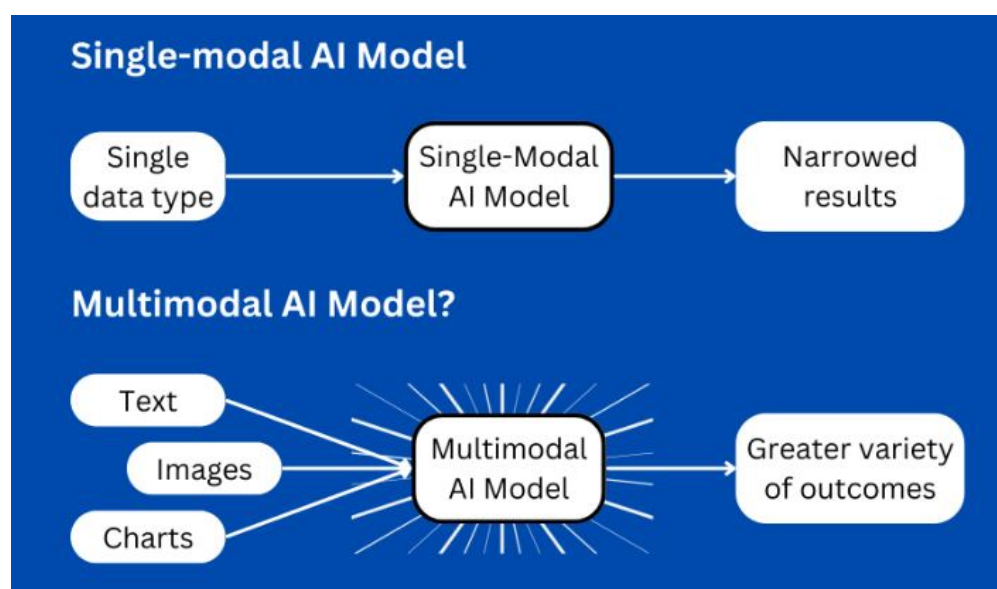 Single-modal AI Model
Single
data type
Single-Modal
AI Model
Narrowed
results
Multimodal AI Model?
Text
Images
Charts
Multimodal
AI Model
Greater variety
of outcomes